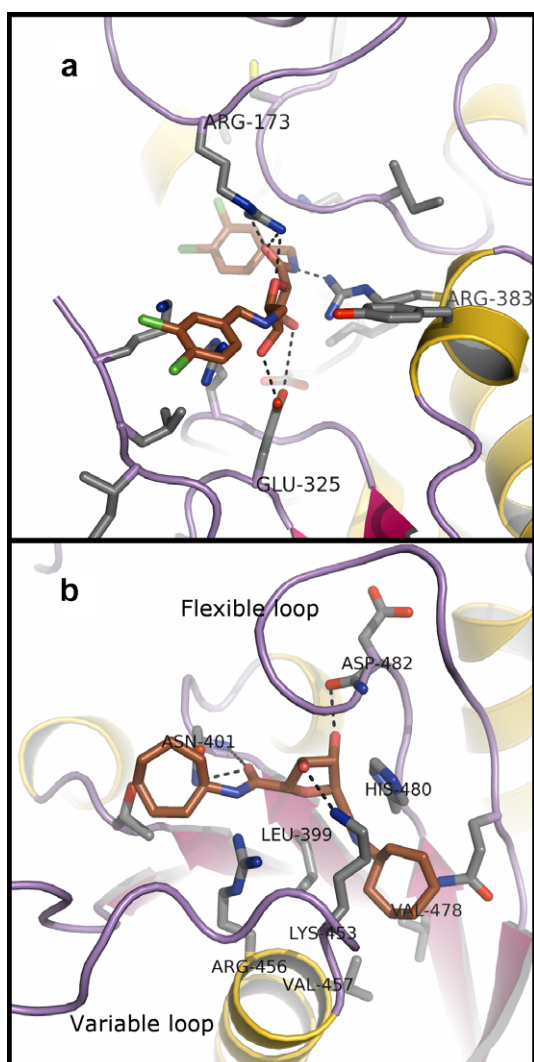 a
ARG-173
ARG-383
GLU-325
b
Flexible loop
ASP-482
ASN-401
HIS-480
LEU-399
VAL-478
LYS-453
ARG-456
VAL-457
Variable loop